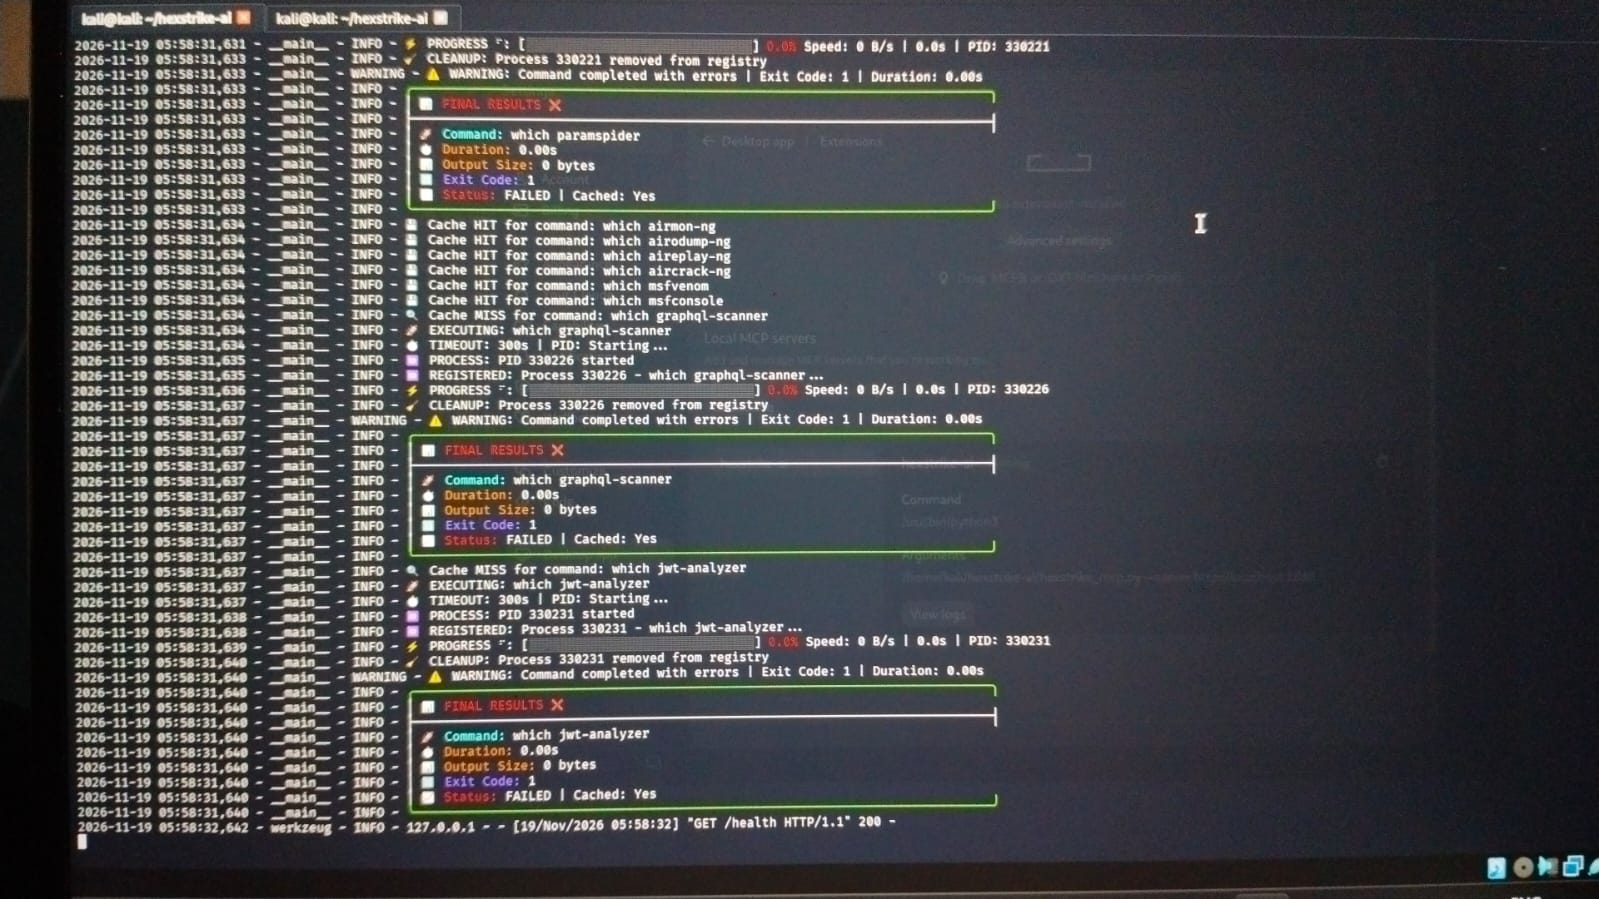 kali@kali: ~/hexstrike-ai
kali@kali: ~/hexstrike-ai
2026-11-19 05:58:31,631 - __main__ - INFO - ⚡ PROGRESS : [ ] 0.0% Speed: 0 B/s | 0.0s | PID: 330221
2026-11-19 05:58:31,633 - __main__ - INFO - CLEANUP: Process 330221 removed from registry
2026-11-19 05:58:31,633 - __main__ - WARNING - ⚠️ WARNING: Command completed with errors | Exit Code: 1 | Duration: 0.00s
2026-11-19 05:58:31,633 - __main__ - INFO -
2026-11-19 05:58:31,633 - __main__ - INFO - FINAL RESULTS ❌
2026-11-19 05:58:31,633 - __main__ - INFO -
2026-11-19 05:58:31,633 - __main__ - INFO - Command: which paramspider
2026-11-19 05:58:31,633 - __main__ - INFO - Duration: 0.00s
2026-11-19 05:58:31,633 - __main__ - INFO - Output Size: 0 bytes
2026-11-19 05:58:31,633 - __main__ - INFO - Exit Code: 1
2026-11-19 05:58:31,633 - __main__ - INFO - Status: FAILED | Cached: Yes
2026-11-19 05:58:31,633 - __main__ - INFO -
2026-11-19 05:58:31,634 - __main__ - INFO - Cache HIT for command: which airmon-ng
2026-11-19 05:58:31,634 - __main__ - INFO - Cache HIT for command: which airodump-ng
2026-11-19 05:58:31,634 - __main__ - INFO - Cache HIT for command: which aireplay-ng
2026-11-19 05:58:31,634 - __main__ - INFO - Cache HIT for command: which aircrack-ng
2026-11-19 05:58:31,634 - __main__ - INFO - Cache HIT for command: which msfvenom
2026-11-19 05:58:31,634 - __main__ - INFO - Cache HIT for command: which msfconsole
2026-11-19 05:58:31,634 - __main__ - INFO - Cache MISS for command: which graphql-scanner
2026-11-19 05:58:31,634 - __main__ - INFO - EXECUTING: which graphql-scanner
2026-11-19 05:58:31,634 - __main__ - INFO - TIMEOUT: 300s | PID: Starting...
2026-11-19 05:58:31,635 - __main__ - INFO - PROCESS: PID 330226 started
2026-11-19 05:58:31,635 - __main__ - INFO - REGISTERED: Process 330226 - which graphql-scanner...
2026-11-19 05:58:31,636 - __main__ - INFO - ⚡ PROGRESS : [ ] 0.0% Speed: 0 B/s | 0.0s | PID: 330226
2026-11-19 05:58:31,637 - __main__ - INFO - CLEANUP: Process 330226 removed from registry
2026-11-19 05:58:31,637 - __main__ - WARNING - ⚠️ WARNING: Command completed with errors | Exit Code: 1 | Duration: 0.00s
2026-11-19 05:58:31,637 - __main__ - INFO -
2026-11-19 05:58:31,637 - __main__ - INFO - FINAL RESULTS ❌
2026-11-19 05:58:31,637 - __main__ - INFO -
2026-11-19 05:58:31,637 - __main__ - INFO - Command: which graphql-scanner
2026-11-19 05:58:31,637 - __main__ - INFO - Duration: 0.00s
2026-11-19 05:58:31,637 - __main__ - INFO - Output Size: 0 bytes
2026-11-19 05:58:31,637 - __main__ - INFO - Exit Code: 1
2026-11-19 05:58:31,637 - __main__ - INFO - Status: FAILED | Cached: Yes
2026-11-19 05:58:31,637 - __main__ - INFO -
2026-11-19 05:58:31,637 - __main__ - INFO - Cache MISS for command: which jwt-analyzer
2026-11-19 05:58:31,637 - __main__ - INFO - EXECUTING: which jwt-analyzer
2026-11-19 05:58:31,637 - __main__ - INFO - TIMEOUT: 300s | PID: Starting...
2026-11-19 05:58:31,638 - __main__ - INFO - PROCESS: PID 330231 started
2026-11-19 05:58:31,638 - __main__ - INFO - REGISTERED: Process 330231 - which jwt-analyzer...
2026-11-19 05:58:31,639 - __main__ - INFO - ⚡ PROGRESS : [ ] 0.0% Speed: 0 B/s | 0.0s | PID: 330231
2026-11-19 05:58:31,640 - __main__ - INFO - CLEANUP: Process 330231 removed from registry
2026-11-19 05:58:31,640 - __main__ - WARNING - ⚠️ WARNING: Command completed with errors | Exit Code: 1 | Duration: 0.00s
2026-11-19 05:58:31,640 - __main__ - INFO -
2026-11-19 05:58:31,640 - __main__ - INFO - FINAL RESULTS ❌
2026-11-19 05:58:31,640 - __main__ - INFO -
2026-11-19 05:58:31,640 - __main__ - INFO - Command: which jwt-analyzer
2026-11-19 05:58:31,640 - __main__ - INFO - Duration: 0.00s
2026-11-19 05:58:31,640 - __main__ - INFO - Output Size: 0 bytes
2026-11-19 05:58:31,640 - __main__ - INFO - Exit Code: 1
2026-11-19 05:58:31,640 - __main__ - INFO - Status: FAILED | Cached: Yes
2026-11-19 05:58:31,640 - __main__ - INFO -
2026-11-19 05:58:32,642 - werkzeug - INFO - 127.0.0.1 - - [19/Nov/2026 05:58:32] "GET /health HTTP/1.1" 200 -
← Desktop app | Extensions
Advanced settings
Local MCP servers
Command
/usr/bin/python3
Arguments
View logs